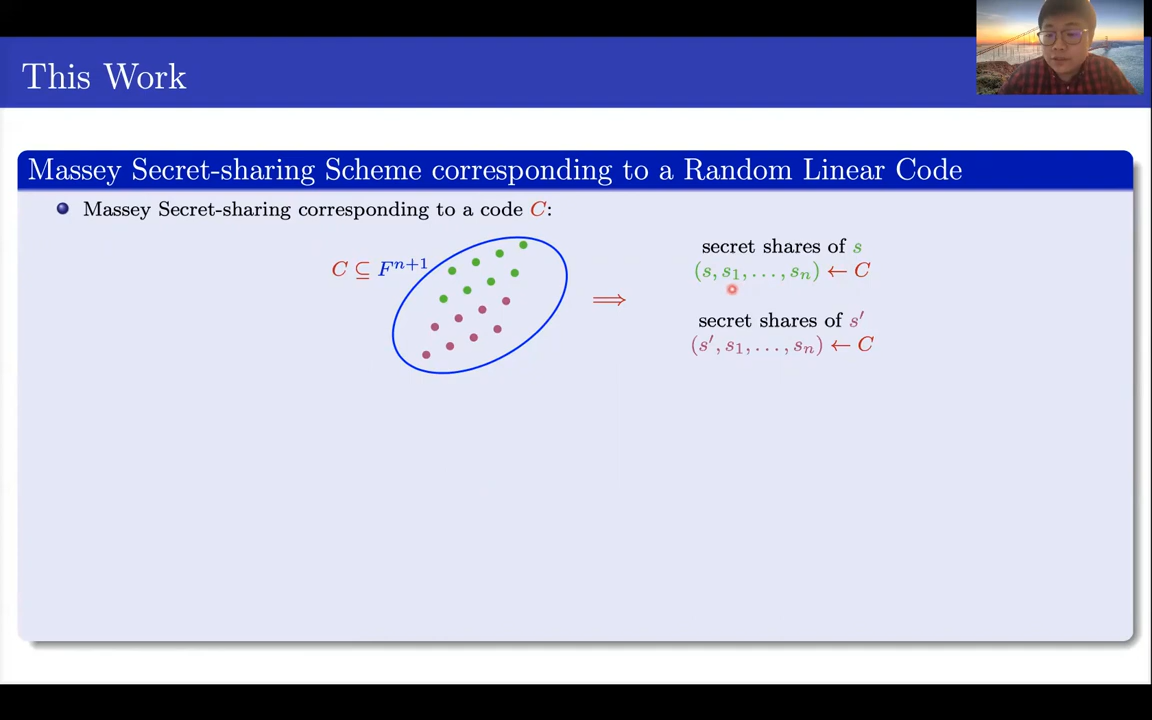 This Work
Massey Secret-sharing Scheme corresponding to a Random Linear Code
Massey Secret-sharing corresponding to a code C:
C ⊆ F^{n+1}
⟹
secret shares of s
(s, s_1, . . . , s_n) ← C
secret shares of s′
(s′, s_1, . . . , s_n) ← C